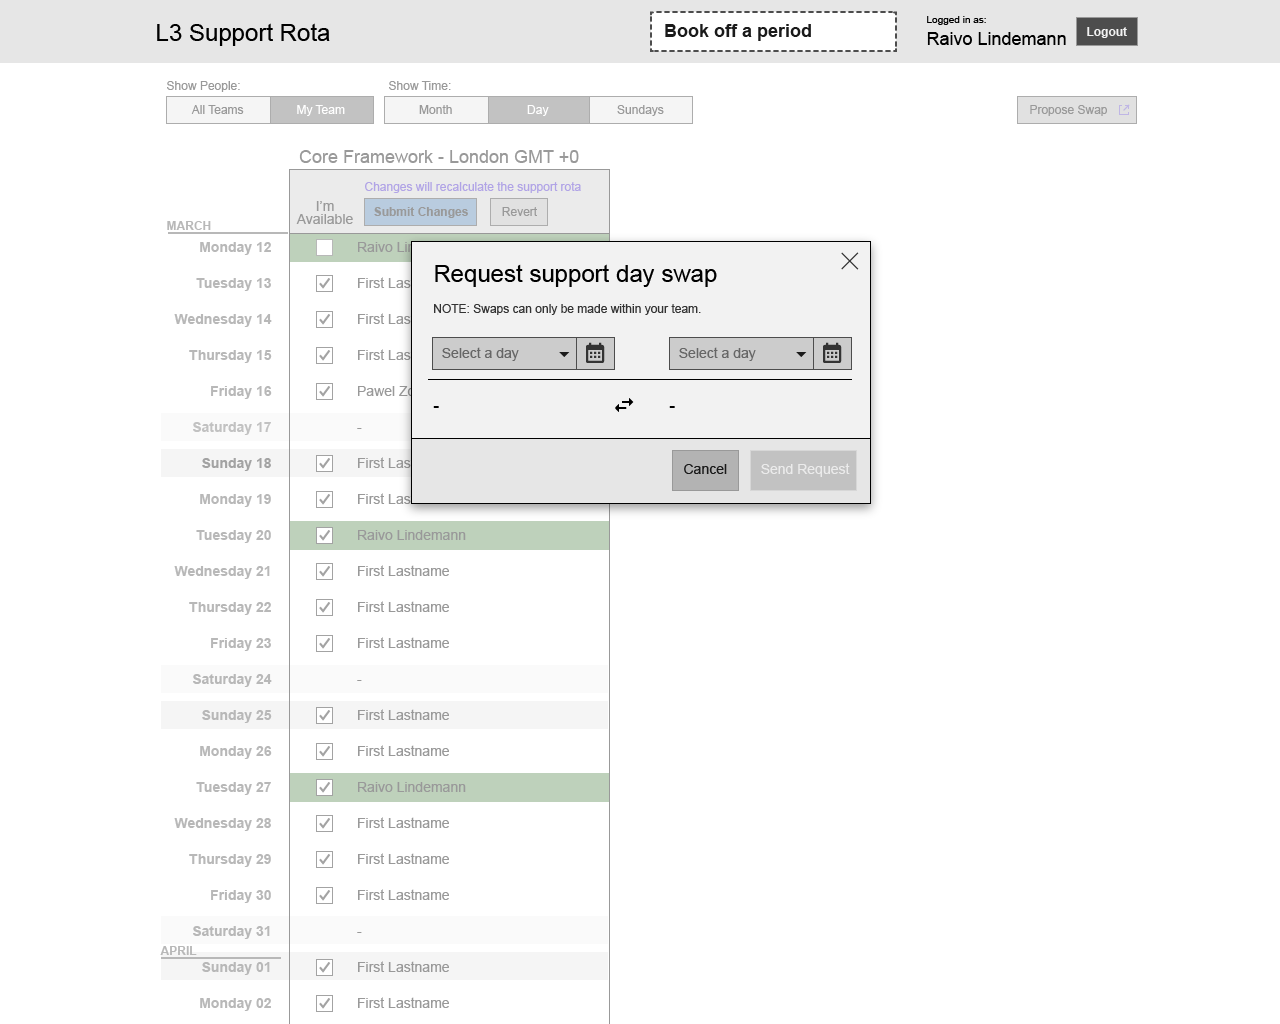 L3 Support Rota
Book off a period
Logged in as:
Raivo Lindemann
Logout
Show People:
Show Time:
All Teams
My Team
Month
Day
Sundays
Propose Swap
Core Framework - London GMT +0
Changes will recalculate the support rota
I'm
Available
Submit Changes
Revert
MARCH
Monday 12
Raivo Li
Tuesday 13
First Las
Wednesday 14
First Las
Thursday 15
First Las
Friday 16
Pawel Zo
Saturday 17
-
Sunday 18
First Las
Monday 19
First Las
Request support day swap
NOTE: Swaps can only be made within your team.
Select a day
Select a day
-
-
Cancel
Send Request
Tuesday 20
Raivo Lindemann
Wednesday 21
First Lastname
Thursday 22
First Lastname
Friday 23
First Lastname
Saturday 24
-
Sunday 25
First Lastname
Monday 26
First Lastname
Tuesday 27
Raivo Lindemann
Wednesday 28
First Lastname
Thursday 29
First Lastname
Friday 30
First Lastname
Saturday 31
-
APRIL
Sunday 01
First Lastname
Monday 02
First Lastname